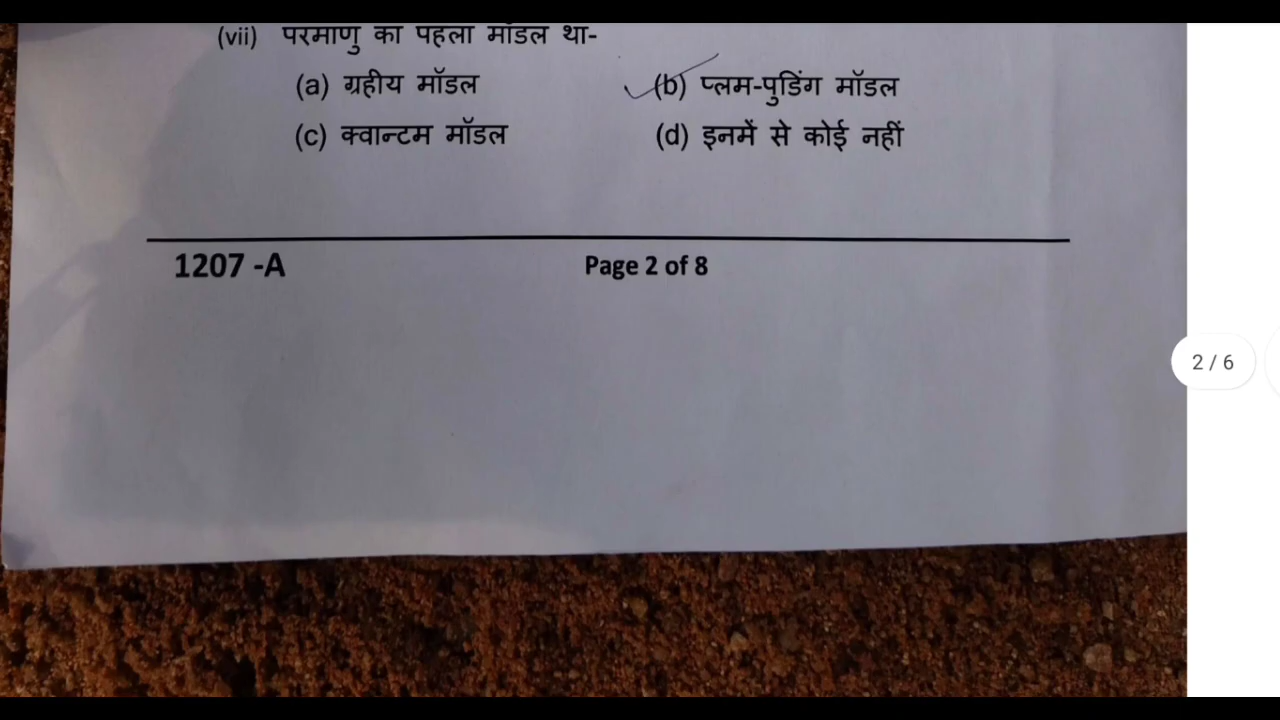 (vii) परमाणु का पहला मॉडल था-
(a) ग्रहीय मॉडल (b) प्लम-पुडिंग मॉडल
(c) क्वान्टम मॉडल (d) इनमें से कोई नहीं
1207 -A Page 2 of 8
2 / 6